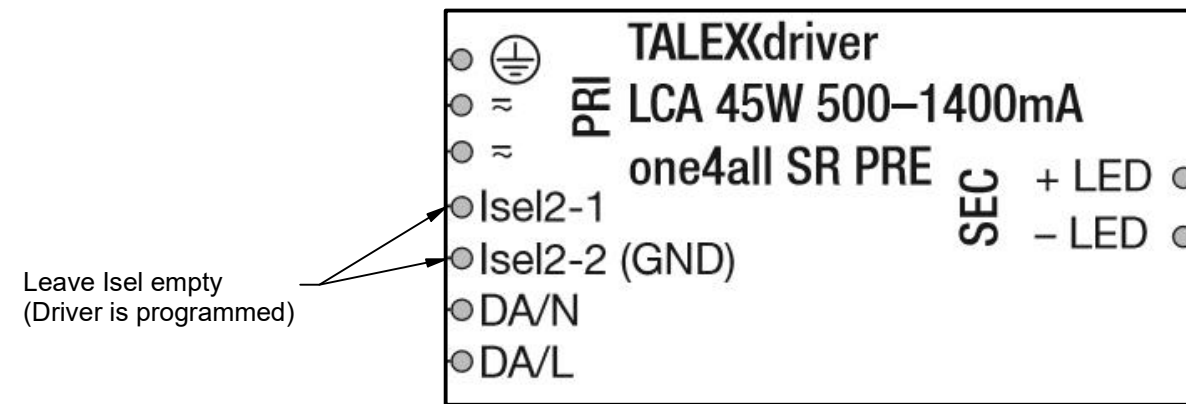 TALEX(driver
PRI
LCA 45W 500–1400mA
one4all SR PRE
SEC
+ LED
– LED
≂
≂
Isel2-1
Isel2-2 (GND)
DA/N
DA/L
Leave Isel empty
(Driver is programmed)